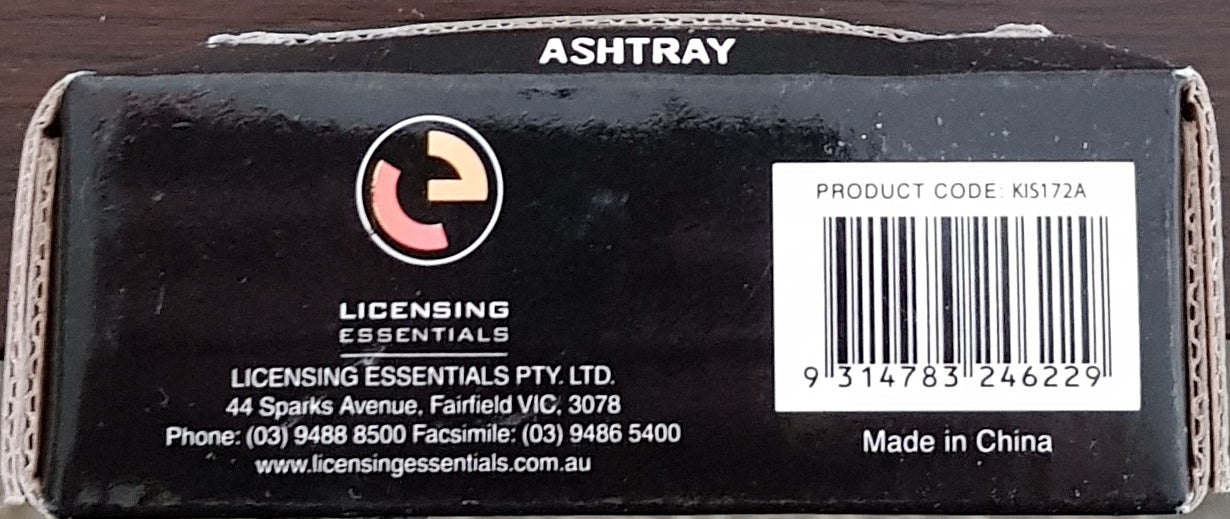 ASHTRAY
LICENSING
ESSENTIALS
LICENSING ESSENTIALS PTY. LTD.
44 Sparks Avenue, Fairfield VIC, 3078
Phone: (03) 9488 8500 Facsimile: (03) 9486 5400
www.licensingessentials.com.au
PRODUCT CODE: KIS172A
9 314783 246229
Made in China